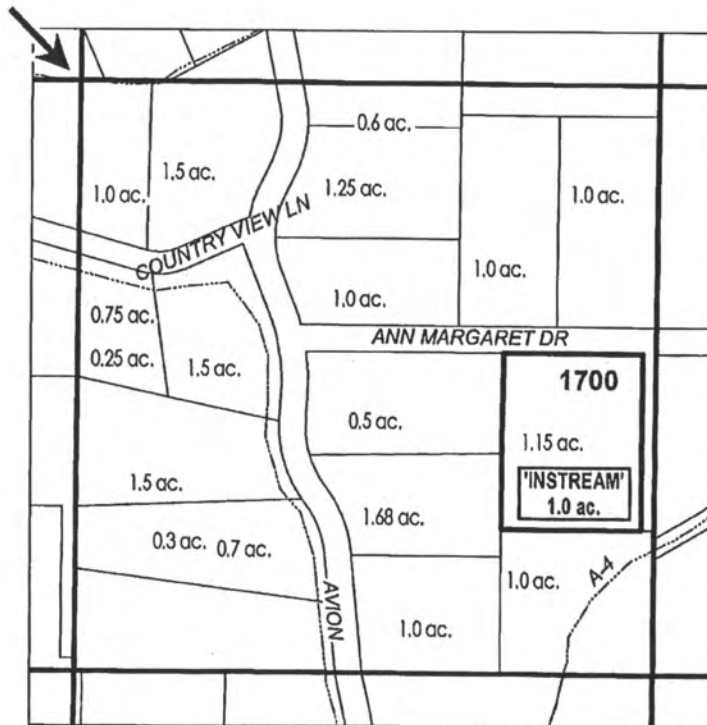 0.6 ac.
1.0 ac.
1.5 ac.
1.25 ac.
1.0 ac.
COUNTRY VIEW LN
1.0 ac.
1.0 ac.
0.75 ac.
0.25 ac.
1.5 ac.
ANN MARGARET DR
1700
0.5 ac.
1.15 ac.
'INSTREAM'
1.0 ac.
1.5 ac.
1.68 ac.
0.3 ac. 0.7 ac.
1.0 ac.
A-4
AVION
1.0 ac.